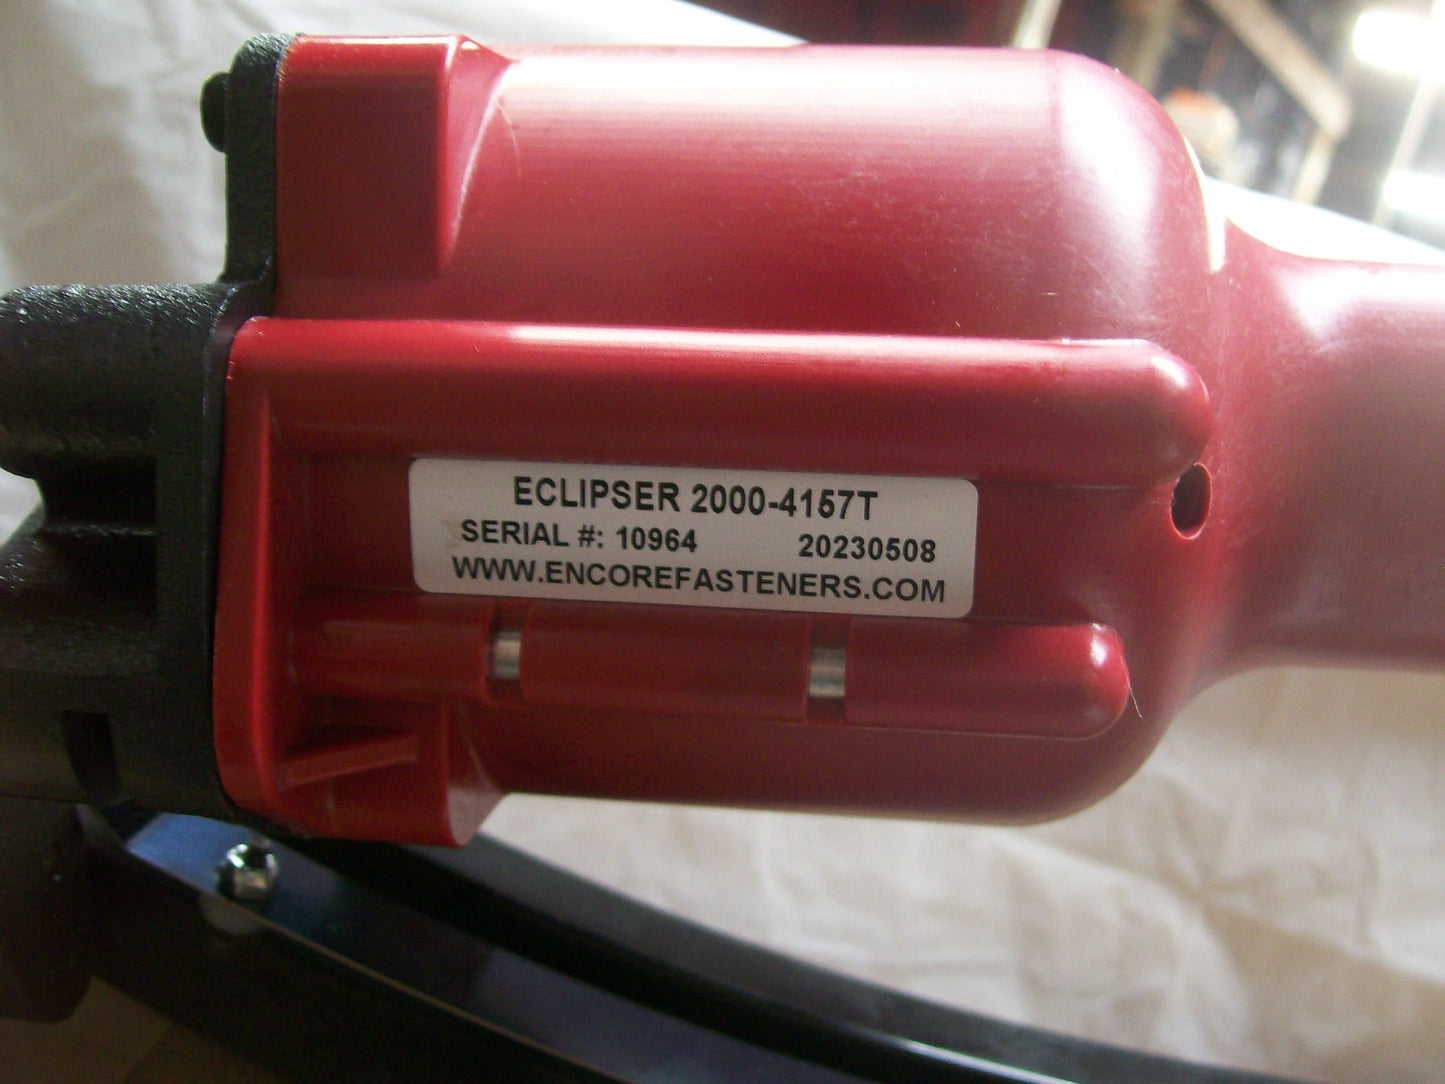 ECLIPSER 2000-4157T
SERIAL #: 10964 20230508
WWW.ENCOREFASTENERS.COM